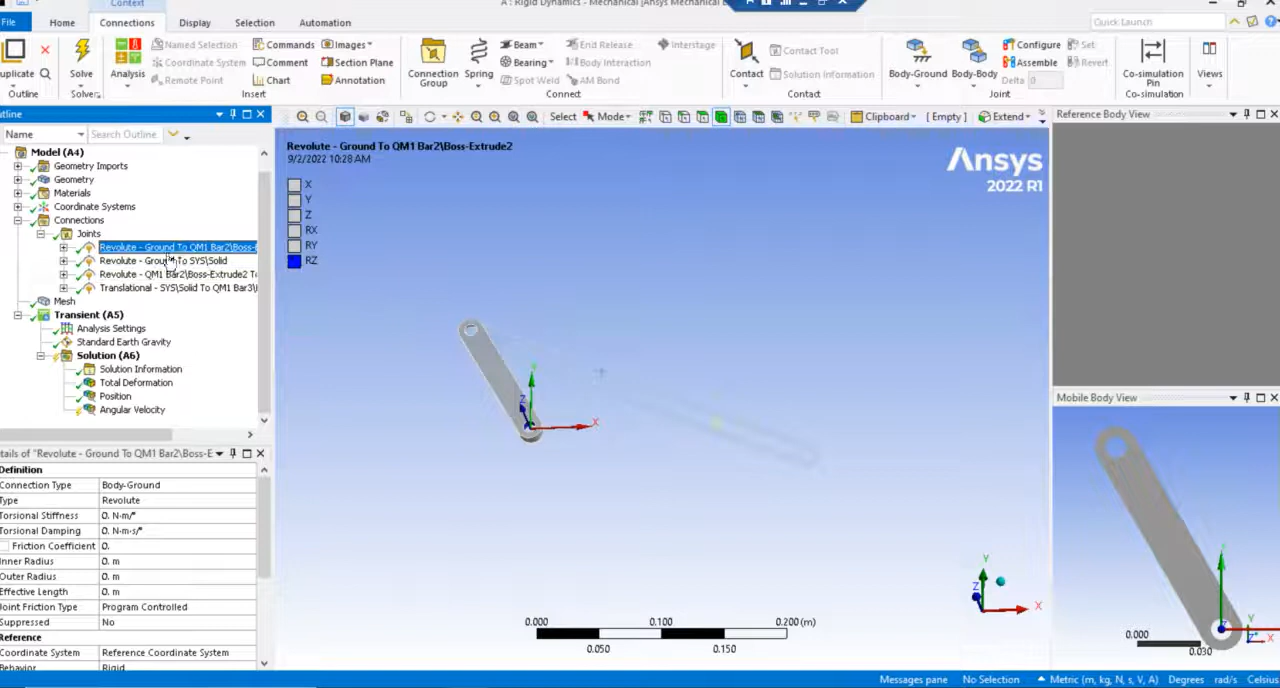 Context
A : Rigid Dynamics - Mechanical [Ansys Mechanical
File Home Connections Display Selection Automation Quick Launch
uplicate
Solve
Analysis
Named Selection
Coordinate System
Remote Point
Commands
Comment
Chart
Images
Section Plane
Annotation
Connection Group
Spring
Beam
Bearing
Spot Weld
End Release
Body Interaction
AM Bond
Interstage
Contact
Contact Tool
Solution Information
Body-Ground
Body-Body
Configure
Assemble
Delta 0
Set
Revert
Co-simulation Pin
Views
Outline Solver Insert Connect Contact Joint Co-simulation
utline
Name Search Outline
Select Mode Clipboard [ Empty ] Extend
Model (A4)
Geometry Imports
Geometry
Materials
Coordinate Systems
Connections
Joints
Revolute - Ground To QM1 Bar2\Boss-E
Revolute - Ground To SYS\Solid
Revolute - QM1 Bar2\Boss-Extrude2 T
Translational - SYS\Solid To QM1 Bar3\
Mesh
Transient (A5)
Analysis Settings
Standard Earth Gravity
Solution (A6)
Solution Information
Total Deformation
Position
Angular Velocity
tails of "Revolute - Ground To QM1 Bar2\Boss-E
Definition
Connection Type Body-Ground
Type Revolute
Torsional Stiffness 0. N·m/°
Torsional Damping 0. N·m·s/°
Friction Coefficient 0.
Inner Radius 0. m
Outer Radius 0. m
Effective Length 0. m
Joint Friction Type Program Controlled
Suppressed No
Reference
Coordinate System Reference Coordinate System
Behavior Rigid
Revolute - Ground To QM1 Bar2\Boss-Extrude2
9/2/2022 10:28 AM
X
Y
Z
RX
RY
RZ
Ansys
2022 R1
Y
Z
X
Y
Z
X
0.000 0.100 0.200 (m)
0.050 0.150
Reference Body View
Mobile Body View
Y
Z
X
0.000
0.030
Messages pane No Selection Metric (m, kg, N, s, V, A) Degrees rad/s Celsius